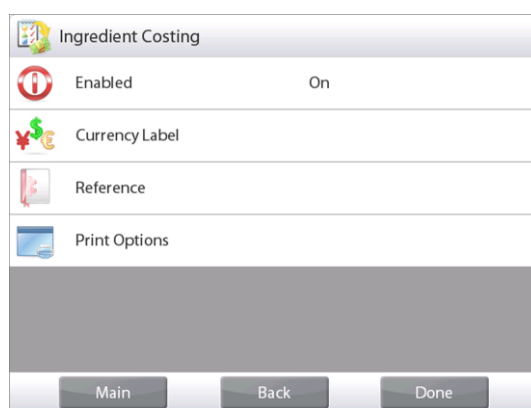 Ingredient Costing
Enabled On
Currency Label
Reference
Print Options
Main Back Done